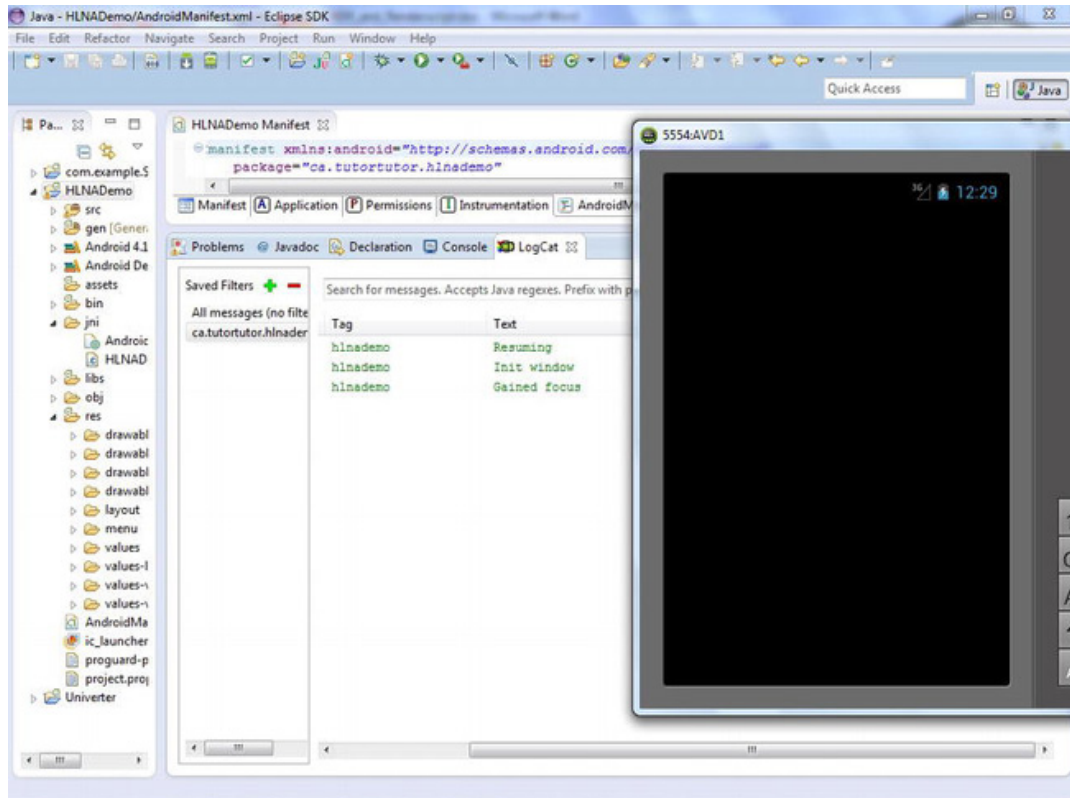 Java - HLNADemo/AndroidManifest.xml - Eclipse SDK
File Edit Refactor Navigate Search Project Run Window Help
Quick Access
Java
Pa...
com.example.S
HLNADemo
src
gen [Gener
Android 4.1
Android De
assets
bin
jni
Androic
HLNAD
libs
obj
res
drawabl
drawabl
drawabl
drawabl
layout
menu
values
values-l
values-v
values-v
AndroidMa
ic_launcher
proguard-p
project.proj
Univerter
HLNADemo Manifest
manifest xmlns:android="http://schemas.android.com/
package="ca.tutortutor.hlnademo"
Manifest Application Permissions Instrumentation AndroidM
Problems Javadoc Declaration Console LogCat
Saved Filters
All messages (no filte
ca.tutortutor.hlnader
Search for messages. Accepts Java regexes. Prefix with p
Tag Text
hlnademo Resuming
hlnademo Init window
hlnademo Gained focus
5554:AVD1
3G 12:29